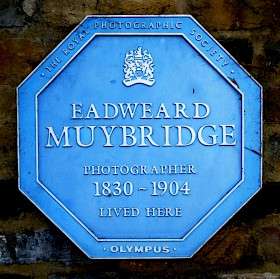 · THE ROYAL PHOTOGRAPHIC SOCIETY ·
EADWEARD
MUYBRIDGE
PHOTOGRAPHER
1830 - 1904
LIVED HERE
· OLYMPUS ·